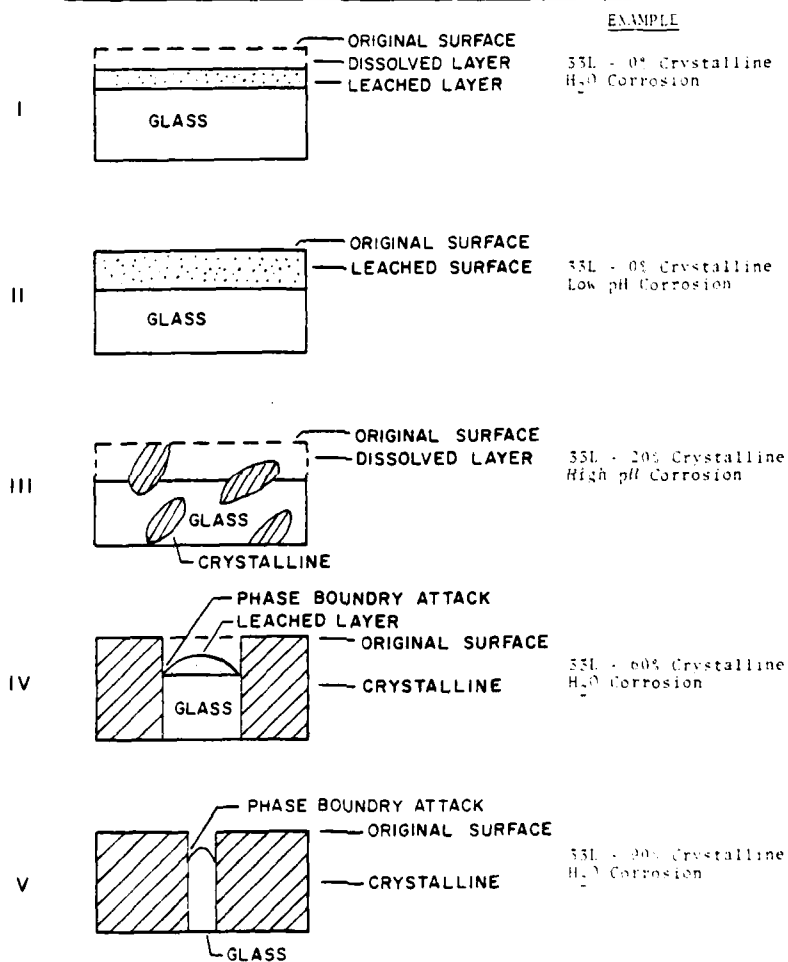 EXAMPLE
I
ORIGINAL SURFACE
DISSOLVED LAYER
LEACHED LAYER
GLASS
33L - 0% Crystalline
H2O Corrosion
II
ORIGINAL SURFACE
LEACHED SURFACE
GLASS
33L - 0% Crystalline
Low pH Corrosion
III
ORIGINAL SURFACE
DISSOLVED LAYER
GLASS
CRYSTALLINE
33L - 20% Crystalline
High pH Corrosion
IV
PHASE BOUNDRY ATTACK
LEACHED LAYER
ORIGINAL SURFACE
CRYSTALLINE
GLASS
33L - 60% Crystalline
H2O Corrosion
V
PHASE BOUNDRY ATTACK
ORIGINAL SURFACE
CRYSTALLINE
GLASS
33L - 90% Crystalline
H2O Corrosion